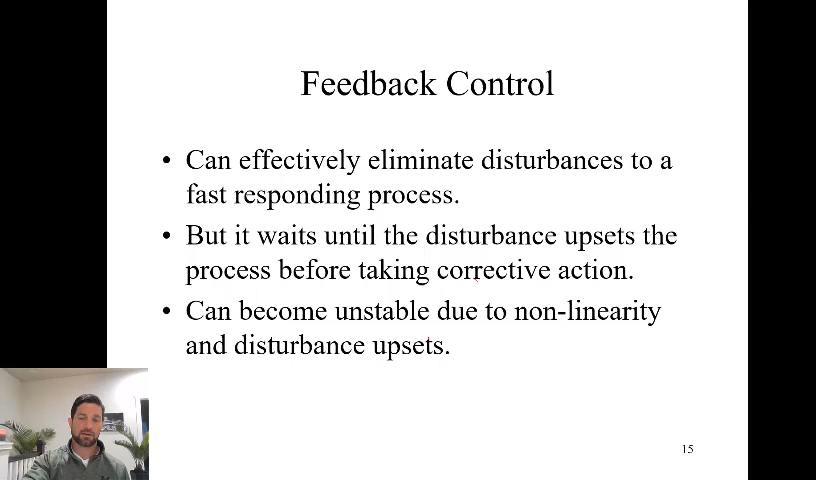 Feedback Control
• Can effectively eliminate disturbances to a
fast responding process.
• But it waits until the disturbance upsets the
process before taking corrective action.
• Can become unstable due to non-linearity
and disturbance upsets.
15